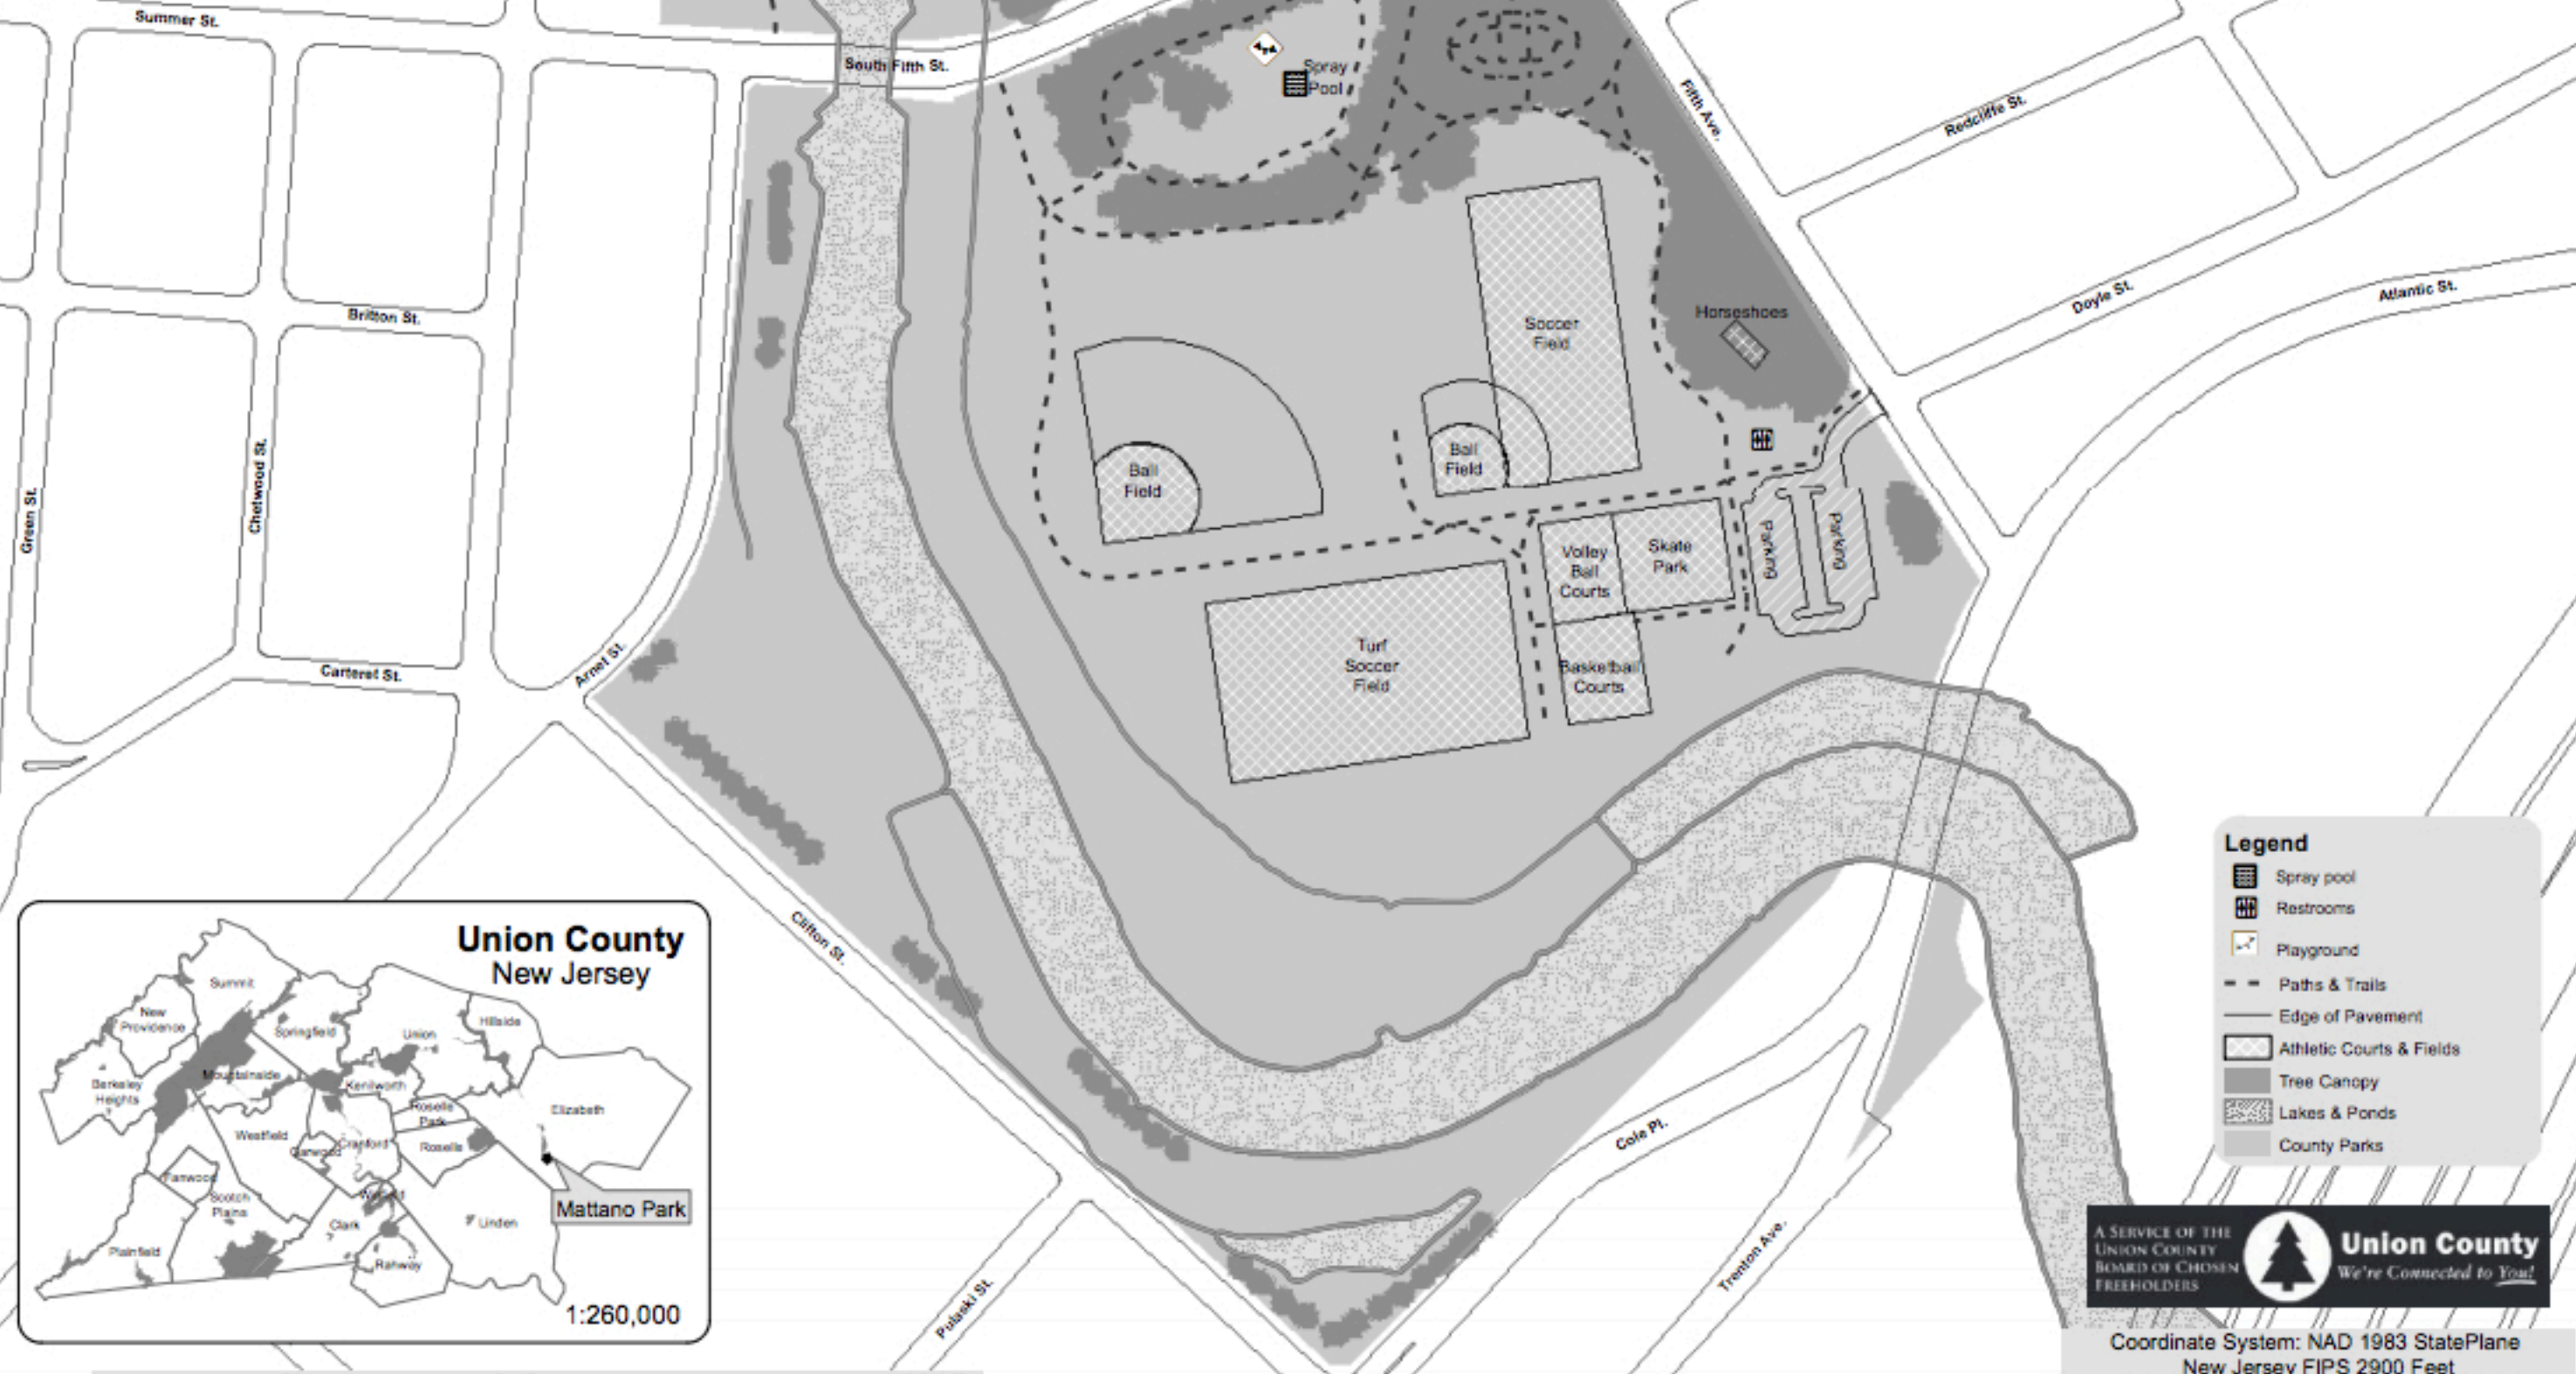 Summer St.
South Fifth St.
Spray
Pool
Fifth Ave.
Redcliffe St.
Doyle St.
Atlantic St.
Britton St.
Chetwood St.
Green St.
Carteret St.
Arnet St.
Horseshoes
Soccer
Field
Ball
Field
Ball
Field
Volley
Ball
Courts
Skate
Park
Parking
Parking
Turf
Soccer
Field
Basketball
Courts
Clifton St.
Cole Pl.
Trenton Ave.
Pulaski St.
Legend
Spray pool
Restrooms
Playground
Paths & Trails
Edge of Pavement
Athletic Courts & Fields
Tree Canopy
Lakes & Ponds
County Parks
Union County
New Jersey
Summit
New
Providence
Springfield
Union
Hillside
Berkeley
Heights
Mountainside
Kenilworth
Roselle
Park
Elizabeth
Westfield
Garwood
Cranford
Roselle
Fanwood
Scotch
Plains
Winfield
Clark
Linden
Plainfield
Rahway
Mattano Park
1:260,000
A SERVICE OF THE
UNION COUNTY
BOARD OF CHOSEN
FREEHOLDERS
Union County
We're Connected to You!
Coordinate System: NAD 1983 StatePlane
New Jersey FIPS 2900 Feet